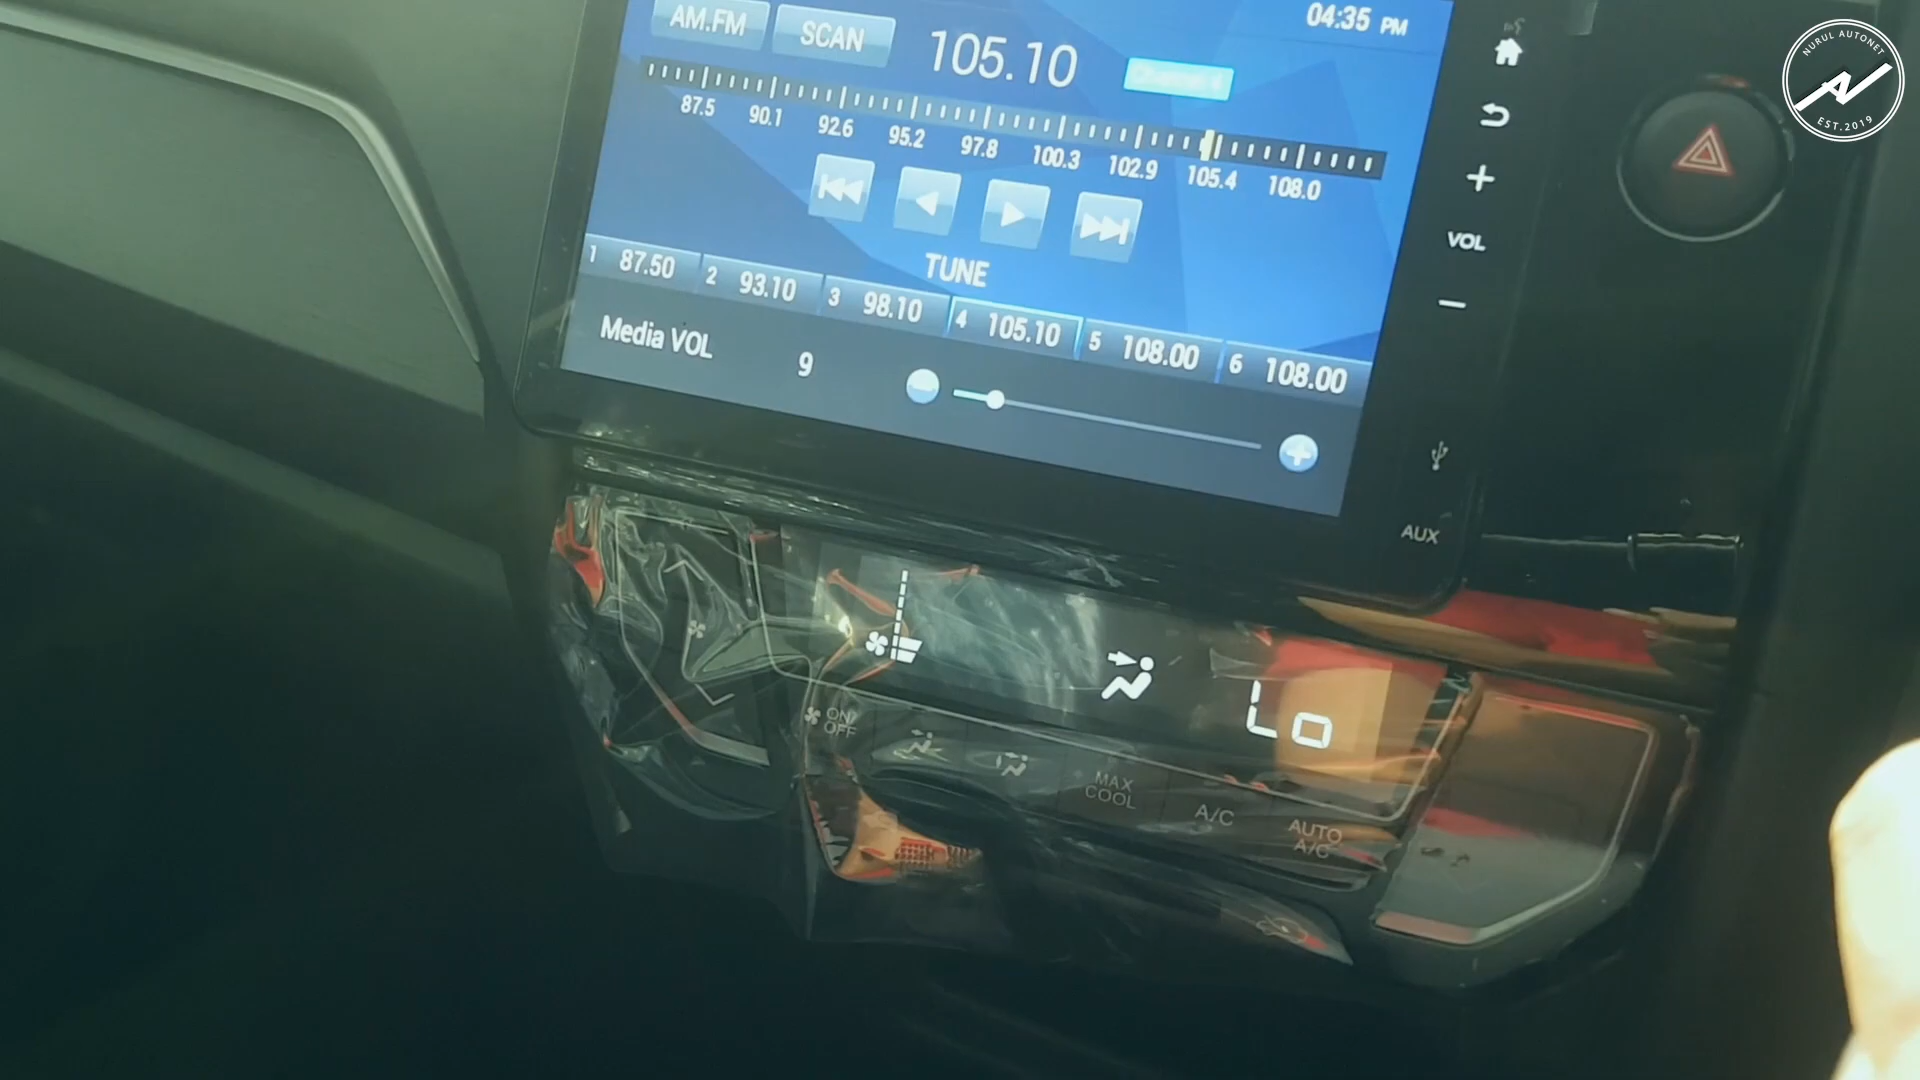 AM.FM SCAN 105.10 04:35 PM
87.5 90.1 92.6 95.2 97.8 100.3 102.9 105.4 108.0
TUNE
1 87.50 2 93.10 3 98.10 4 105.10 5 108.00 6 108.00
Media VOL 9
VOL
AUX
Lo
ON/
OFF
MAX
COOL
A/C
AUTO
A/C
NURUL AUTONET
EST.2019